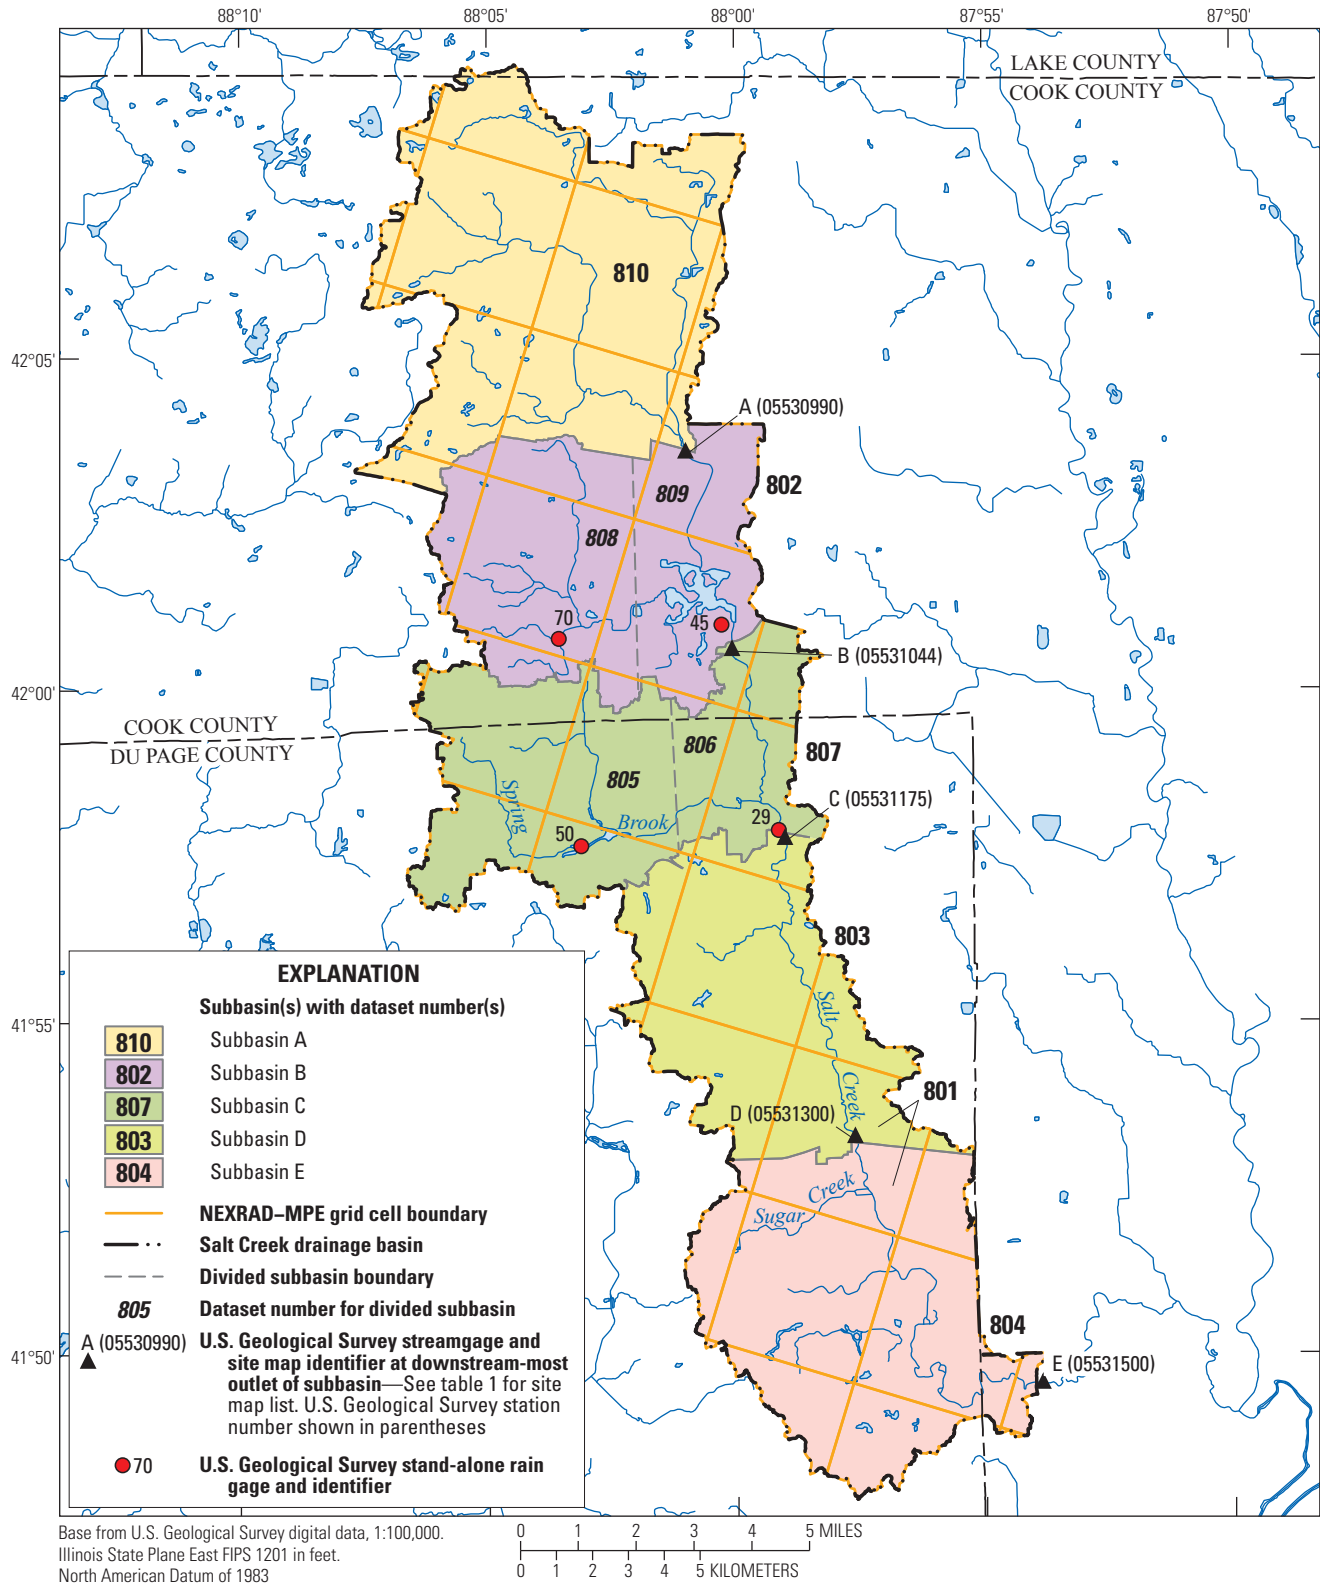 88°10'
88°05'
88°00'
87°55'
87°50'
LAKE COUNTY
COOK COUNTY
810
42°05'
A (05530990)
802
809
808
70
45
B (05531044)
42°00'
COOK COUNTY
DU PAGE COUNTY
806
807
805
Spring
Brook
C (05531175)
29
50
803
Salt
Creek
41°55'
801
D (05531300)
Creek
Sugar
804
E (05531500)
41°50'
EXPLANATION
Subbasin(s) with dataset number(s)
810 Subbasin A
802 Subbasin B
807 Subbasin C
803 Subbasin D
804 Subbasin E
NEXRAD–MPE grid cell boundary
Salt Creek drainage basin
Divided subbasin boundary
805 Dataset number for divided subbasin
A (05530990) U.S. Geological Survey streamgage and
site map identifier at downstream-most
outlet of subbasin—See table 1 for site
map list. U.S. Geological Survey station
number shown in parentheses
70 U.S. Geological Survey stand-alone rain
gage and identifier
Base from U.S. Geological Survey digital data, 1:100,000.
Illinois State Plane East FIPS 1201 in feet.
North American Datum of 1983
0 1 2 3 4 5 MILES
0 1 2 3 4 5 KILOMETERS